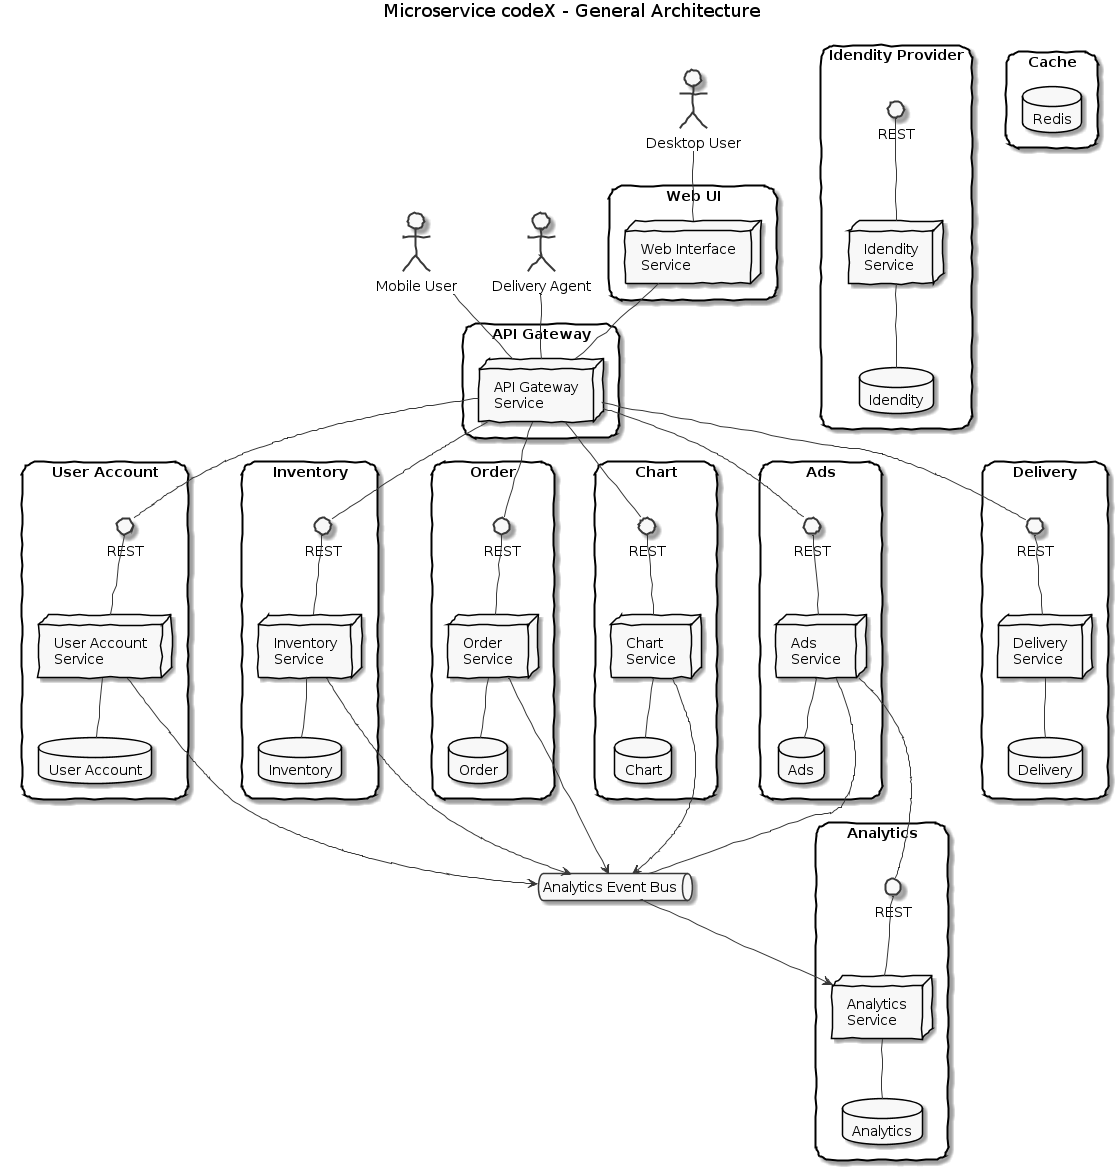 Microservice codeX - General Architecture
Idendity Provider
Cache
Redis
REST
Desktop User
Web UI
Web Interface
Service
Idendity
Service
Mobile User
Delivery Agent
API Gateway
API Gateway
Service
Idendity
User Account
Inventory
Order
Chart
Ads
Delivery
REST
REST
REST
REST
REST
REST
User Account
Service
Inventory
Service
Order
Service
Chart
Service
Ads
Service
Delivery
Service
User Account
Inventory
Order
Chart
Ads
Delivery
Analytics
Analytics Event Bus
REST
Analytics
Service
Analytics